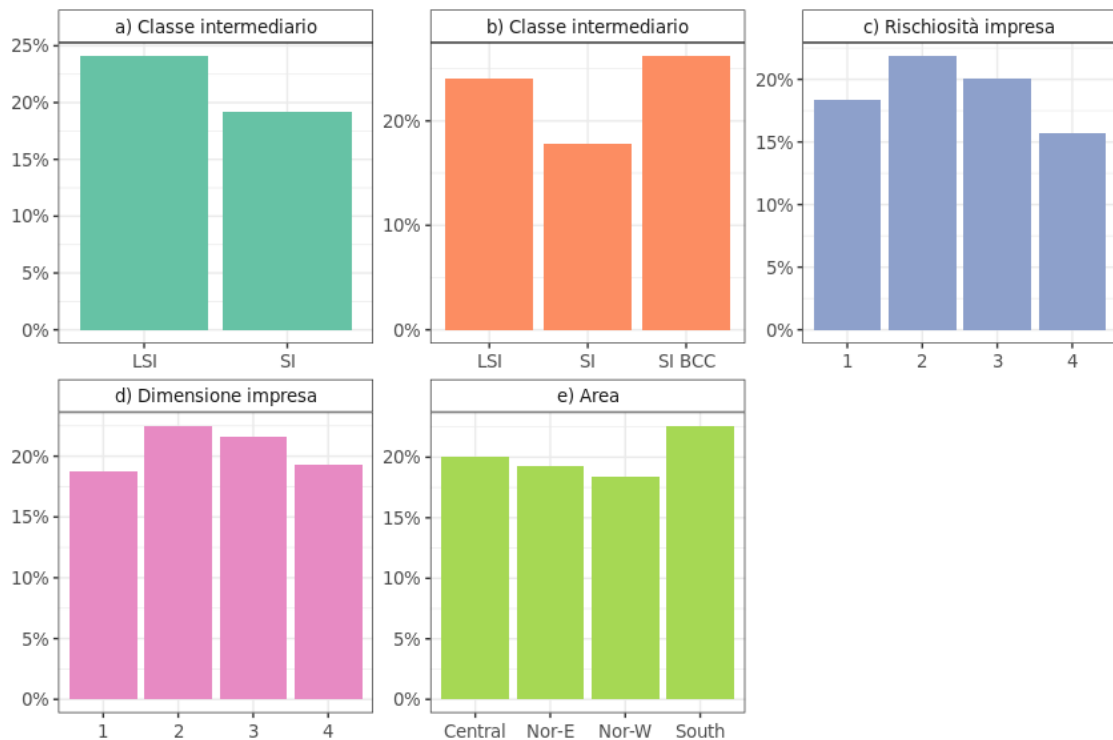 a) Classe intermediario
25%
20%
15%
10%
5%
0%
LSI SI
b) Classe intermediario
20%
10%
0%
LSI SI SI BCC
c) Rischiosità impresa
20%
15%
10%
5%
0%
1 2 3 4
d) Dimensione impresa
20%
15%
10%
5%
0%
1 2 3 4
e) Area
20%
15%
10%
5%
0%
Central Nor-E Nor-W South